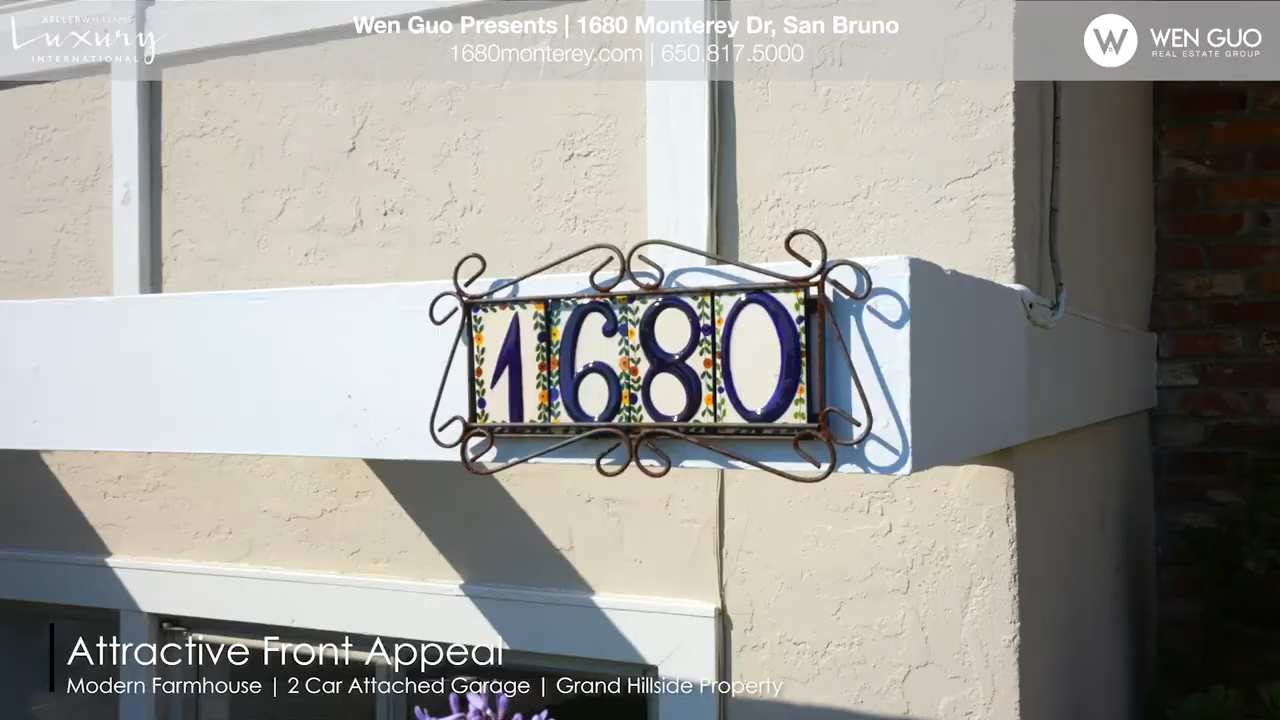 KELLERWILLIAMS.
Luxury
INTERNATIONAL
Wen Guo Presents | 1680 Monterey Dr, San Bruno
1680monterey.com | 650.817.5000
W
WEN GUO
REAL ESTATE GROUP
1680
Attractive Front Appeal
Modern Farmhouse | 2 Car Attached Garage | Grand Hillside Property